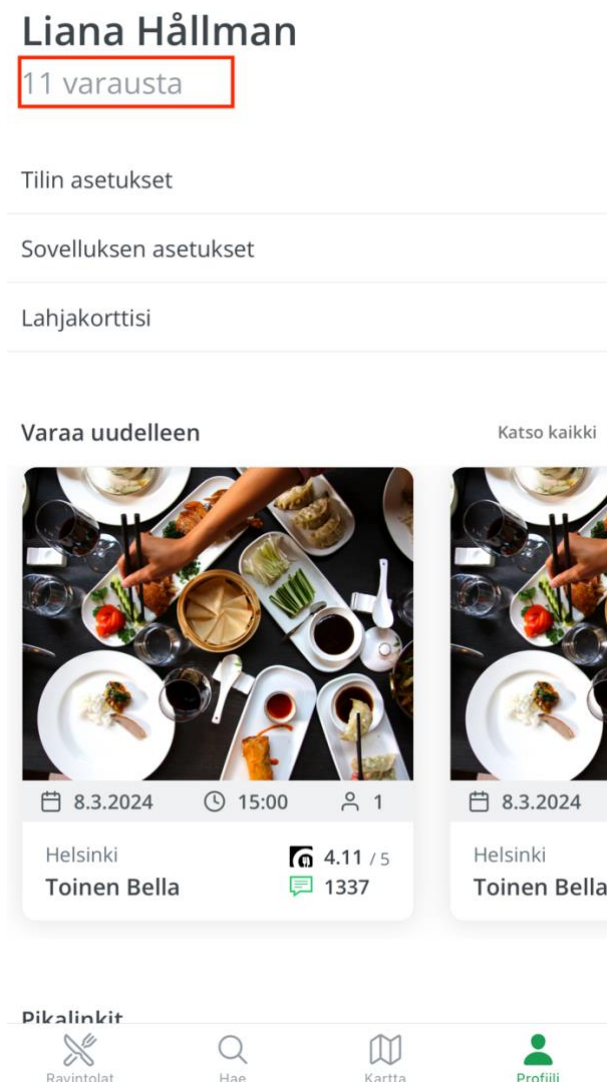 Liana Hållman
11 varausta
Tilin asetukset
Sovelluksen asetukset
Lahjakorttisi
Varaa uudelleen Katso kaikki
8.3.2024 15:00 1 8.3.2024
Helsinki 4.11 / 5 Helsinki
Toinen Bella 1337 Toinen Bella
Pikalinkit
Ravintolat Hae Kartta Profiili